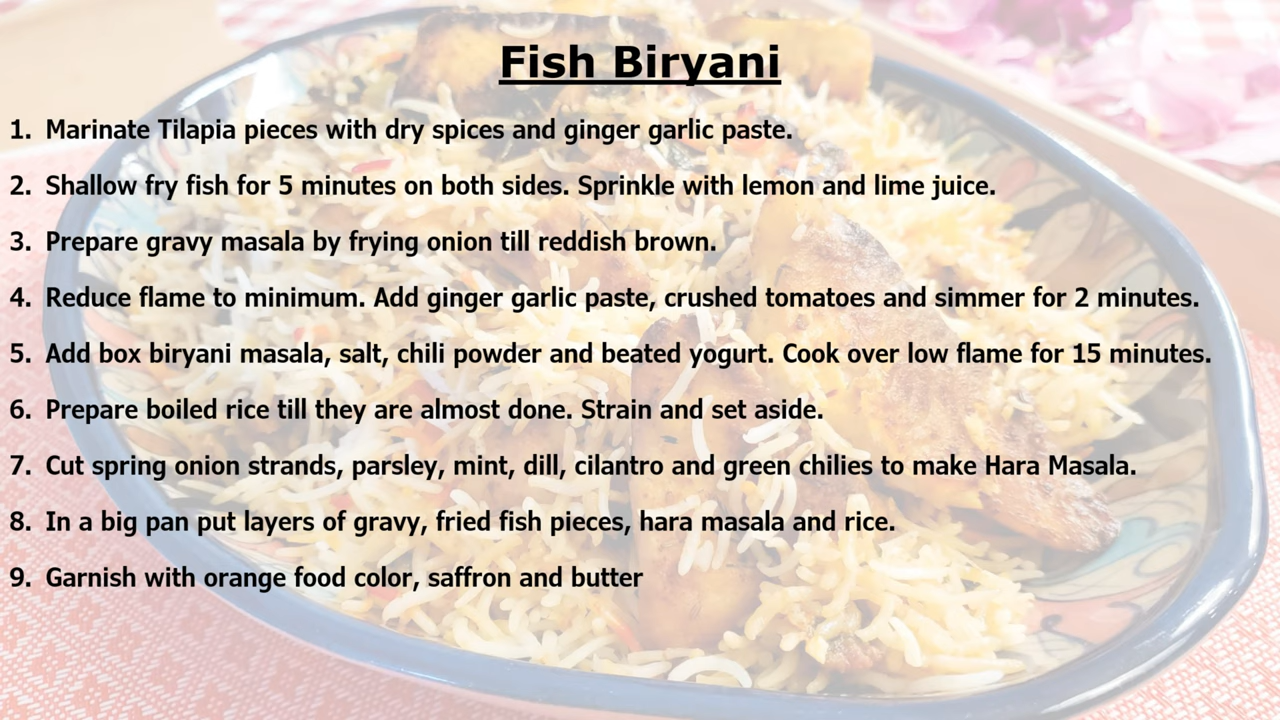 Fish Biryani
1. Marinate Tilapia pieces with dry spices and ginger garlic paste.
2. Shallow fry fish for 5 minutes on both sides. Sprinkle with lemon and lime juice.
3. Prepare gravy masala by frying onion till reddish brown.
4. Reduce flame to minimum. Add ginger garlic paste, crushed tomatoes and simmer for 2 minutes.
5. Add box biryani masala, salt, chili powder and beated yogurt. Cook over low flame for 15 minutes.
6. Prepare boiled rice till they are almost done. Strain and set aside.
7. Cut spring onion strands, parsley, mint, dill, cilantro and green chilies to make Hara Masala.
8. In a big pan put layers of gravy, fried fish pieces, hara masala and rice.
9. Garnish with orange food color, saffron and butter